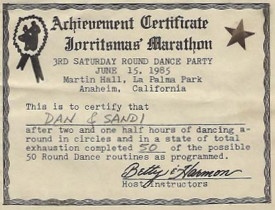 Achievement Certificate
Jorritsmas' Marathon
3RD SATURDAY ROUND DANCE PARTY
JUNE 15, 1985
Martin Hall, La Palma Park
Anaheim, California
This is to certify that
DAN & SANDI
after two and one half hours of dancing a-
round in circles and in a state of total
exhaustion completed 50 of the possible
50 Round Dance routines as programmed.
Betty & Harmon
Host Instructors